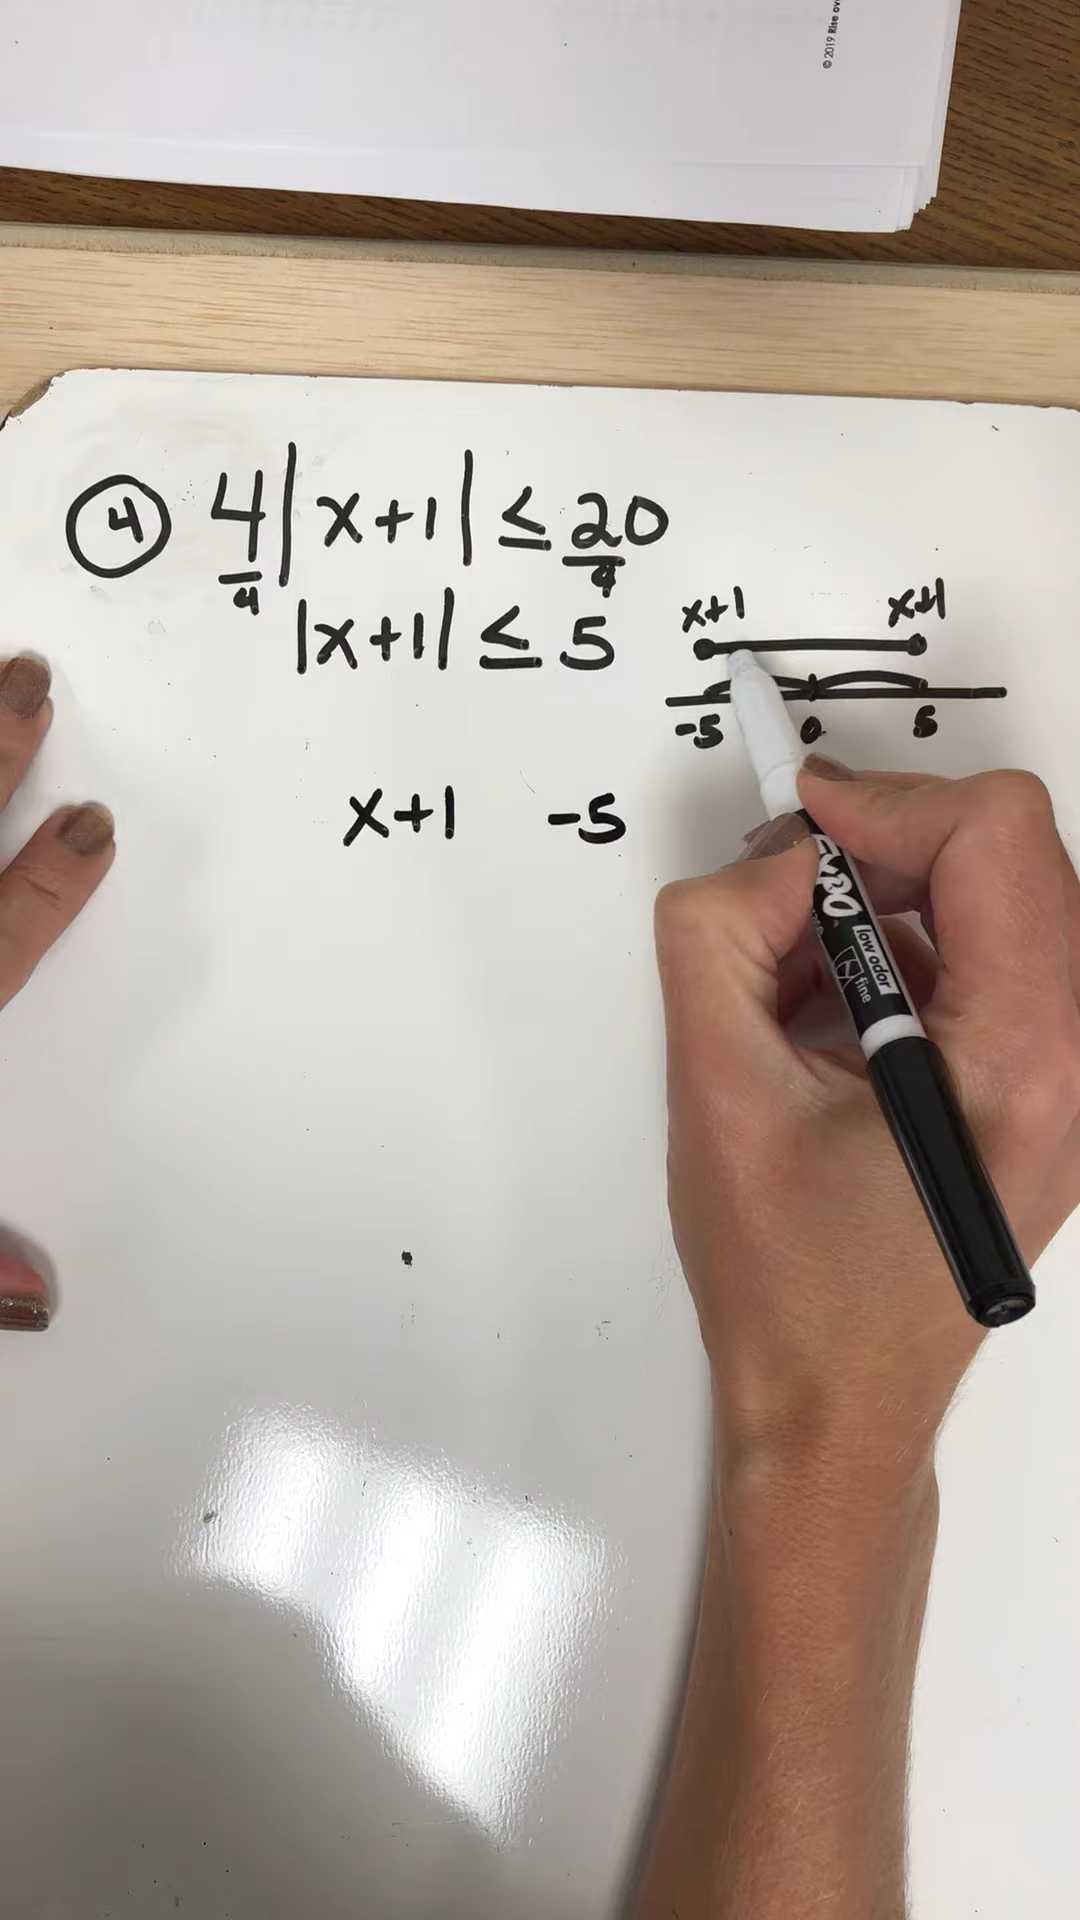 © 2019 Rise
④ 4|x+1| ≤ 20
4 4
|x+1| ≤ 5
x+1 x+1
-5 0 5
x+1 -5
EXPO
low odor
fine